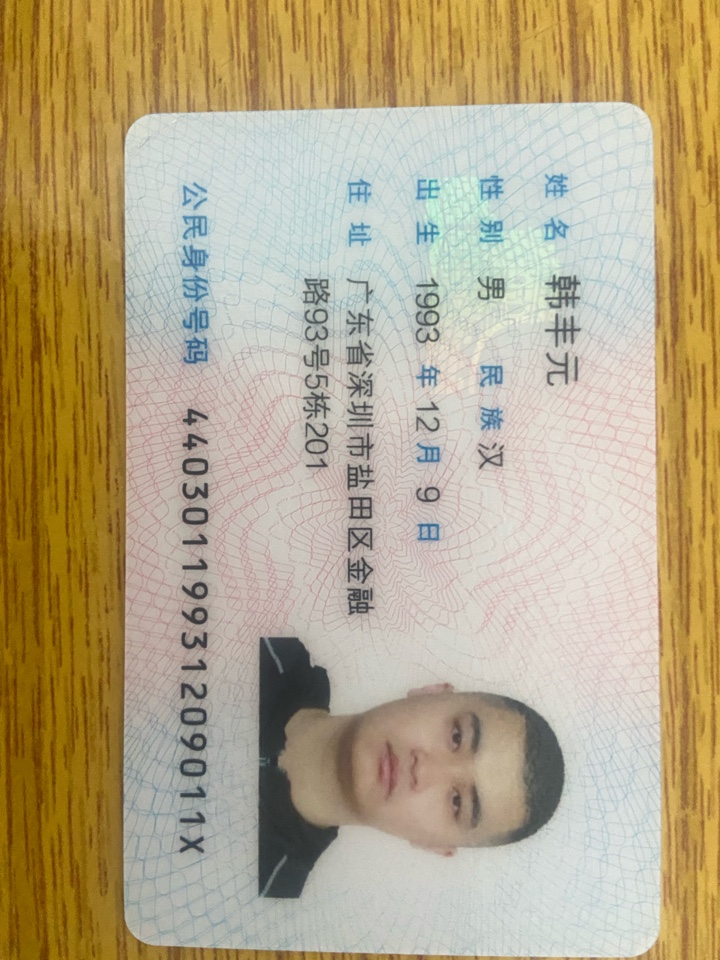 姓名 韩丰元
性别 男 民族 汉
出生 1993 年 12 月 9 日
住址 广东省深圳市盐田区金融
路93号5栋201
公民身份号码 44030119931209011X